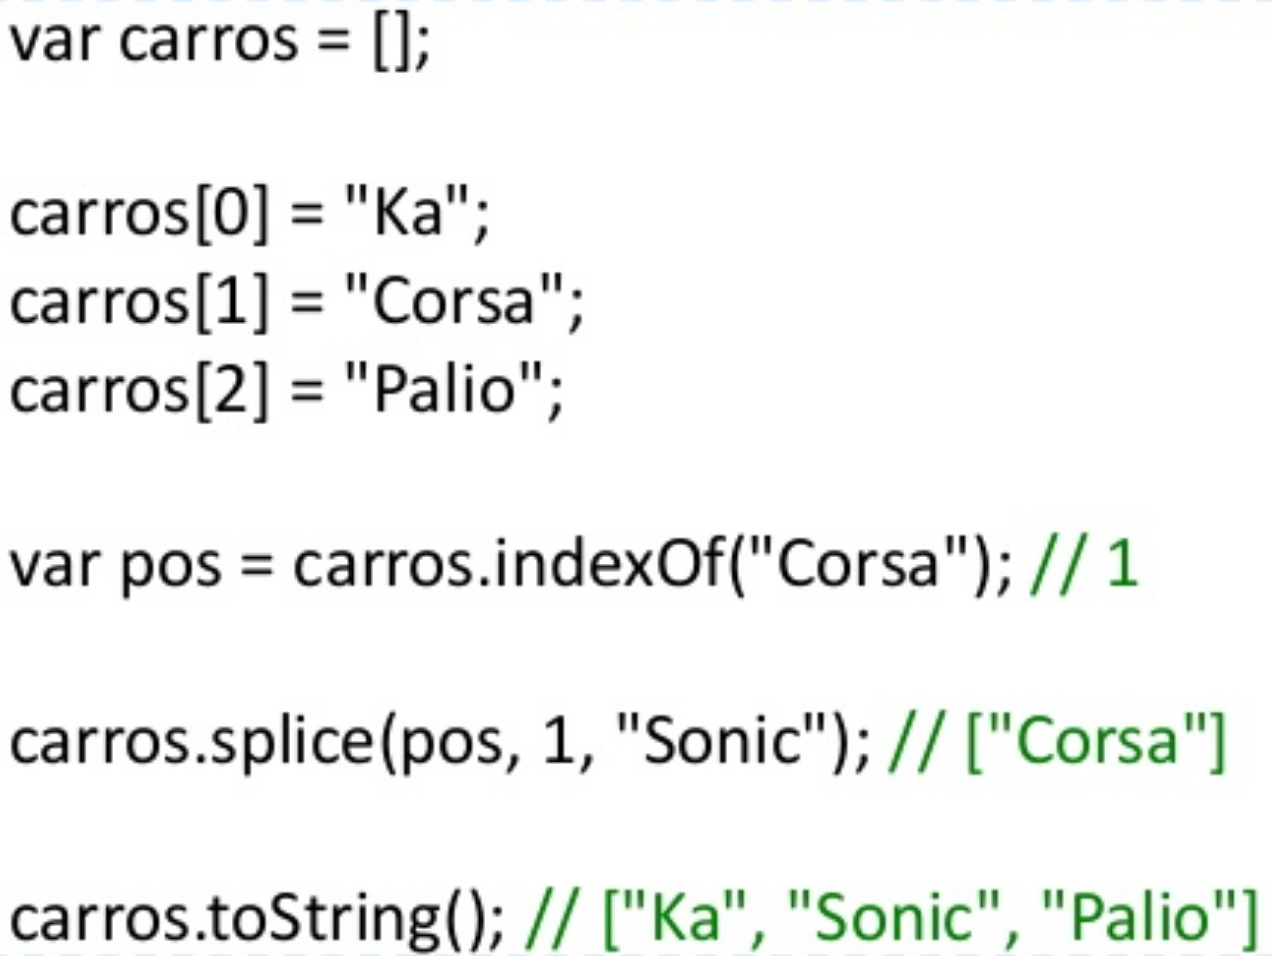 var carros = [];
carros[0] = "Ka";
carros[1] = "Corsa";
carros[2] = "Palio";
var pos = carros.indexOf("Corsa"); // 1
carros.splice(pos, 1, "Sonic"); // ["Corsa"]
carros.toString(); // ["Ka", "Sonic", "Palio"]